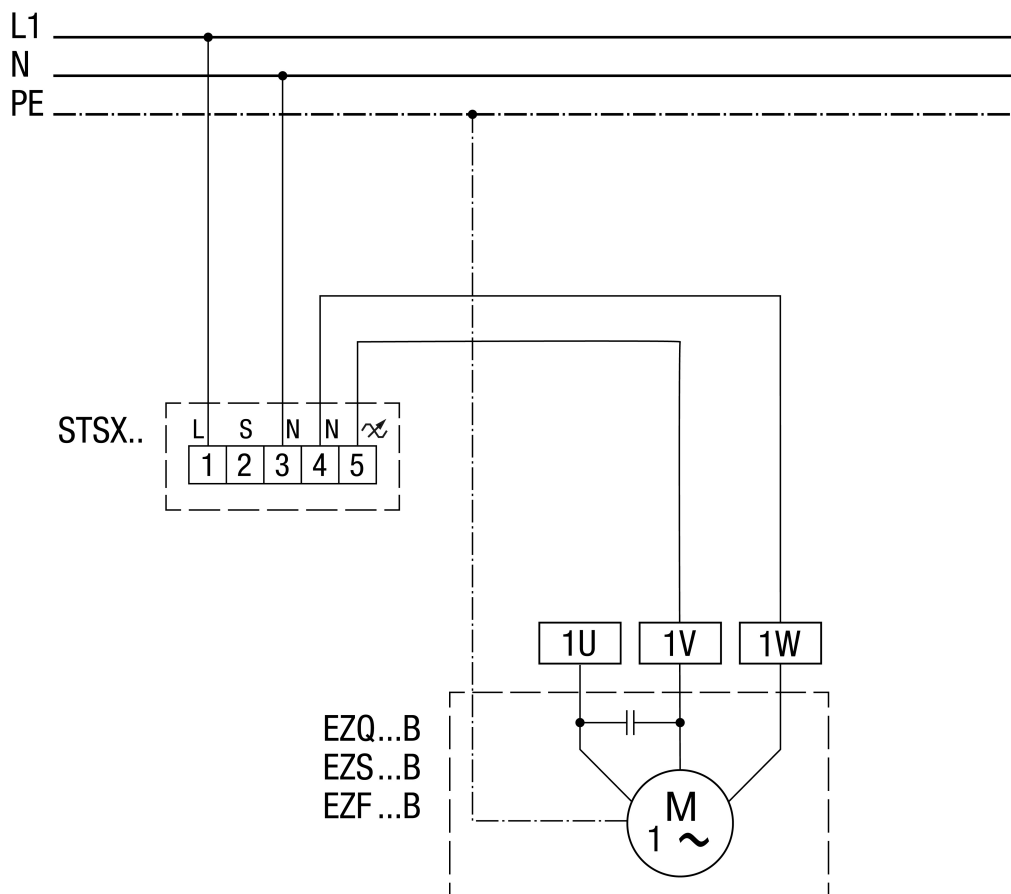 L1
N
PE
STSX..
L S N N
1 2 3 4 5
1U 1V 1W
EZQ...B
EZS...B
EZF...B
M
1 ~